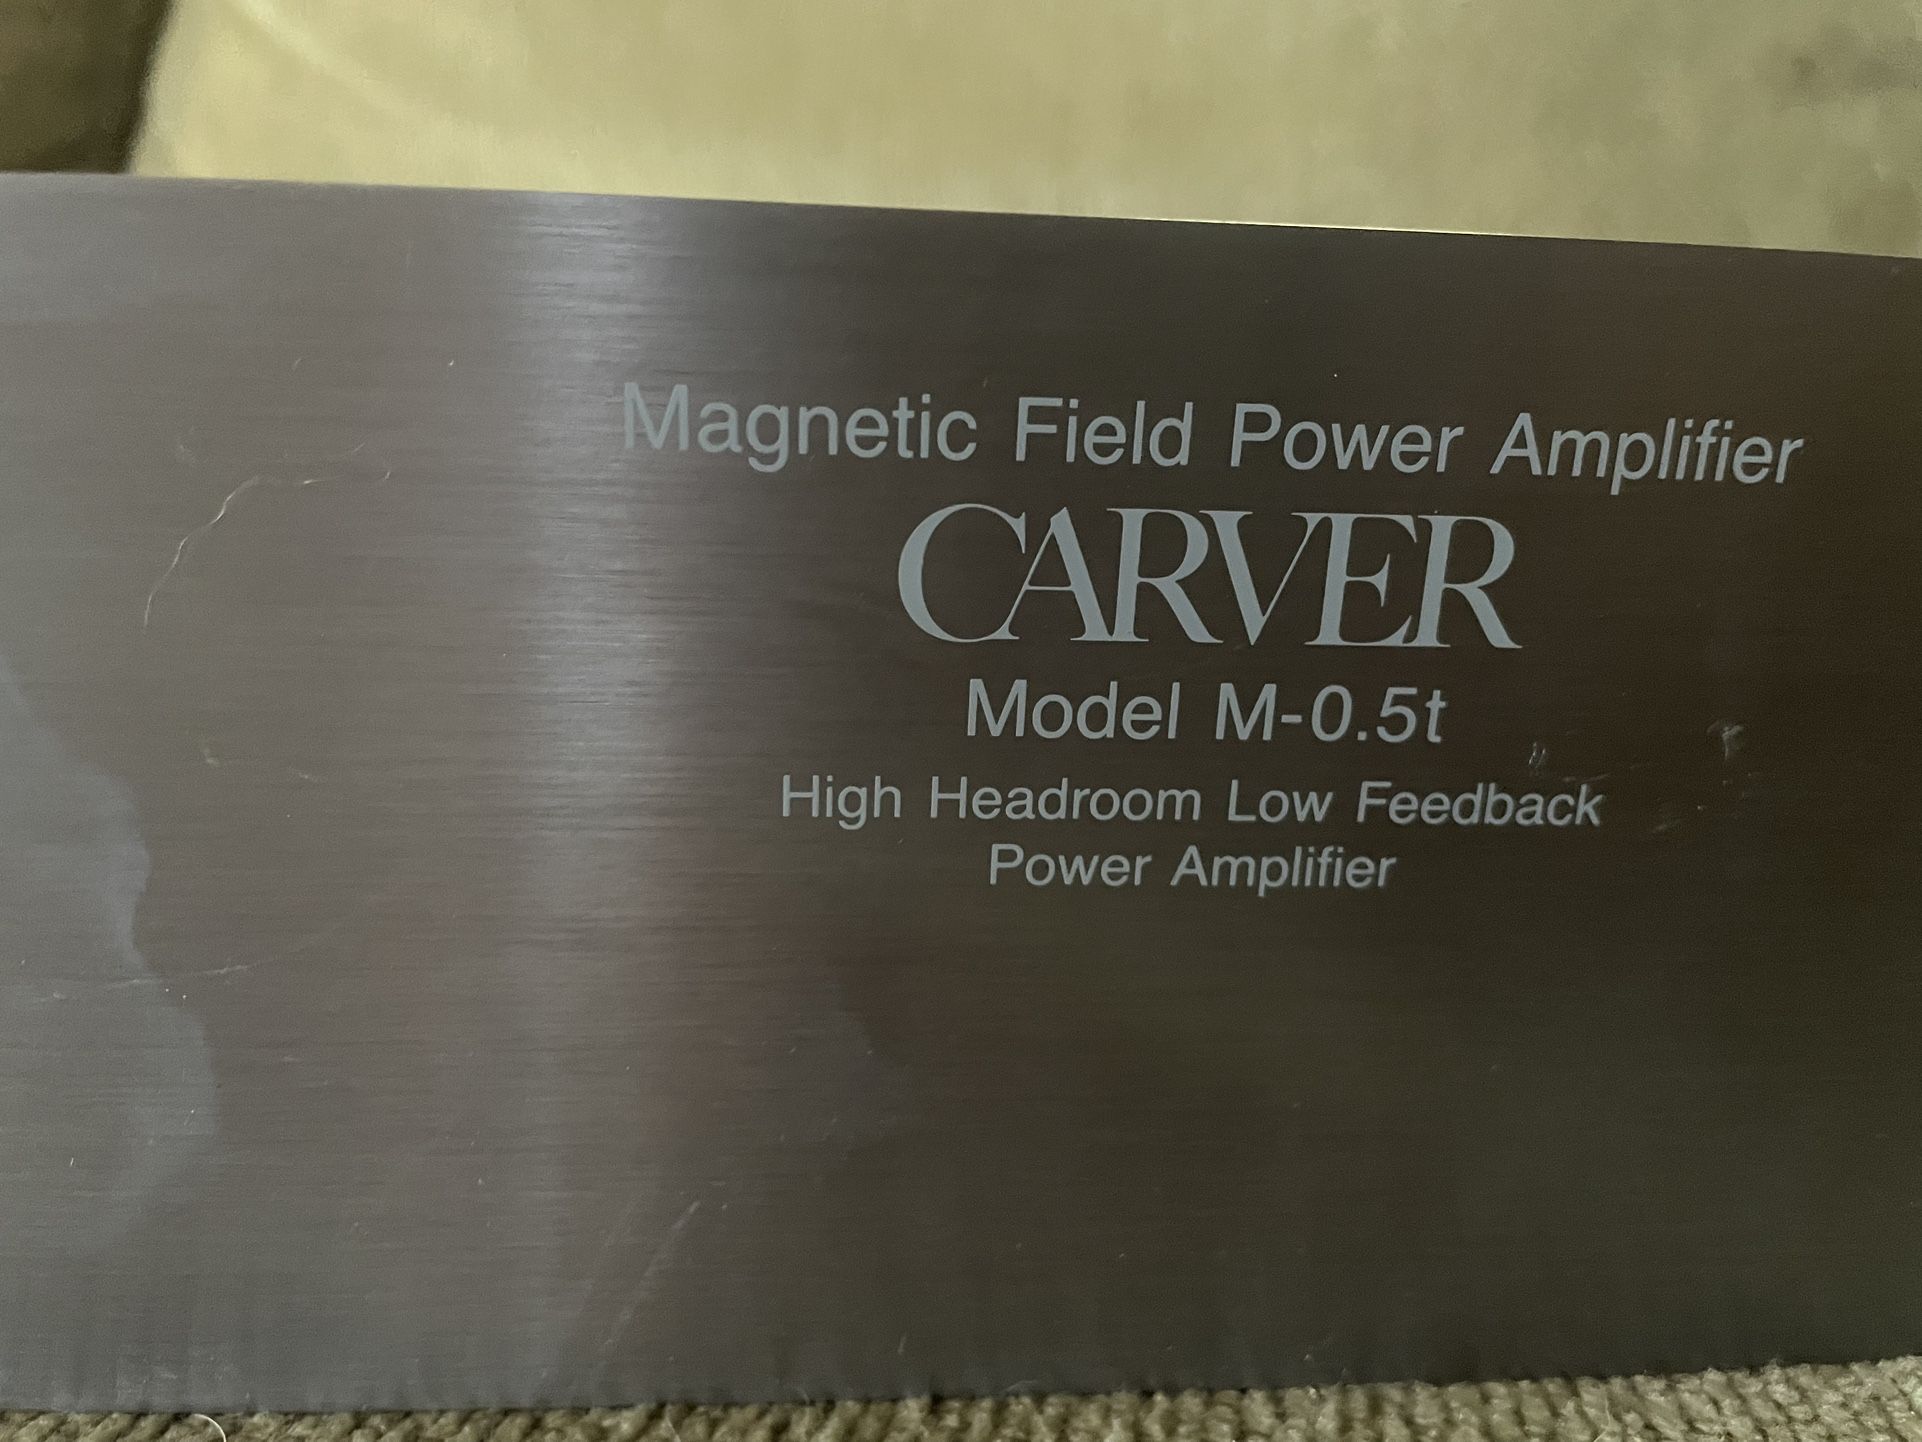 Magnetic Field Power Amplifier
CARVER
Model M-0.5t
High Headroom Low Feedback
Power Amplifier